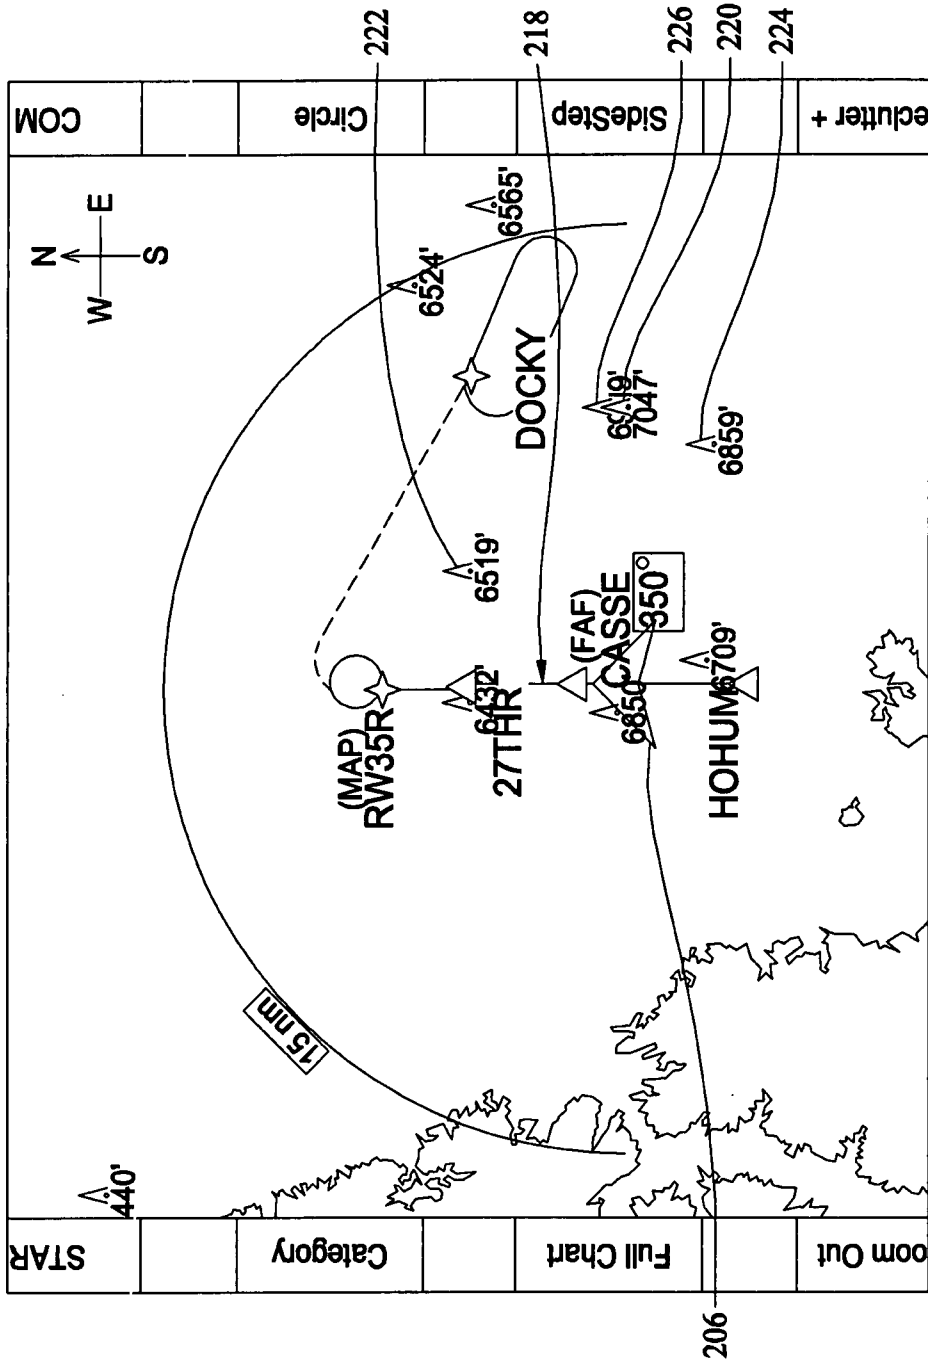 222
218
226
220
224
COM
Circle
SideStep
eclutter +
N
E
W
S
6565'
6524'
DOCKY
7047'
6859'
6519'
(FAF)
CASSE
350°
(MAP)
RW35R
6432'
27THR
6850'
6709'
HOHUM
15 nm
440'
STAR
Category
Full Chart
oom Out
206